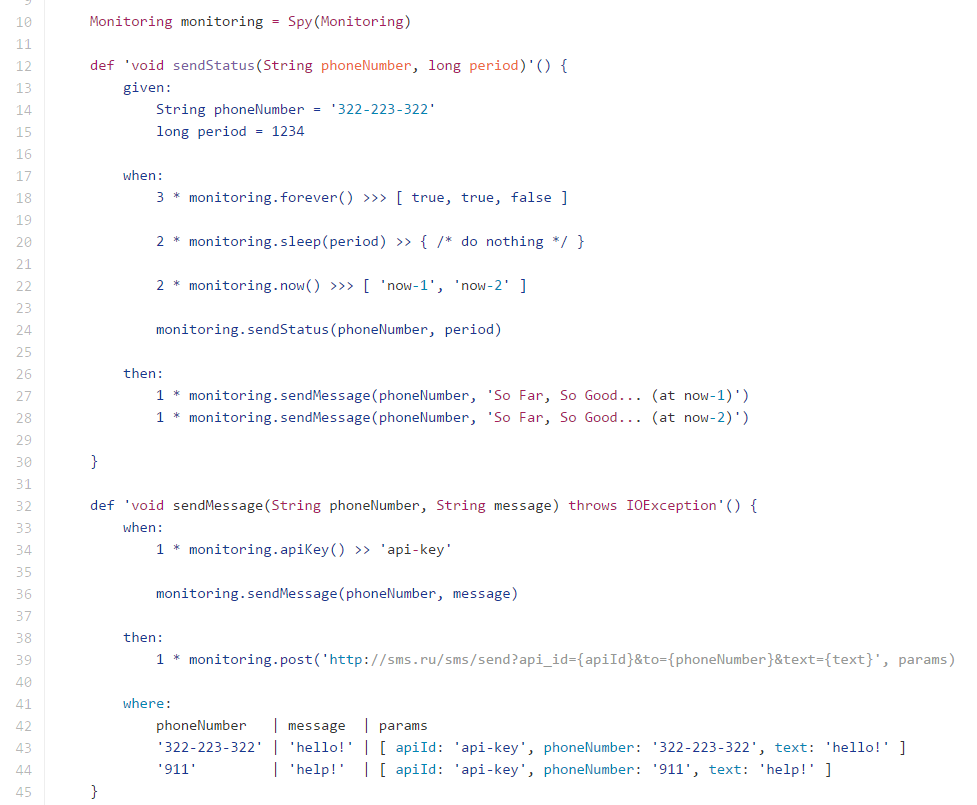 10 Monitoring monitoring = Spy(Monitoring)
11
12 def 'void sendStatus(String phoneNumber, long period)'() {
13 given:
14 String phoneNumber = '322-223-322'
15 long period = 1234
16
17 when:
18 3 * monitoring.forever() >>> [ true, true, false ]
19
20 2 * monitoring.sleep(period) >> { /* do nothing */ }
21
22 2 * monitoring.now() >>> [ 'now-1', 'now-2' ]
23
24 monitoring.sendStatus(phoneNumber, period)
25
26 then:
27 1 * monitoring.sendMessage(phoneNumber, 'So Far, So Good... (at now-1)')
28 1 * monitoring.sendMessage(phoneNumber, 'So Far, So Good... (at now-2)')
29
30 }
31
32 def 'void sendMessage(String phoneNumber, String message) throws IOException'() {
33 when:
34 1 * monitoring.apiKey() >> 'api-key'
35
36 monitoring.sendMessage(phoneNumber, message)
37
38 then:
39 1 * monitoring.post('http://sms.ru/sms/send?api_id={apiId}&to={phoneNumber}&text={text}', params)
40
41 where:
42 phoneNumber | message | params
43 '322-223-322' | 'hello!' | [ apiId: 'api-key', phoneNumber: '322-223-322', text: 'hello!' ]
44 '911' | 'help!' | [ apiId: 'api-key', phoneNumber: '911', text: 'help!' ]
45 }